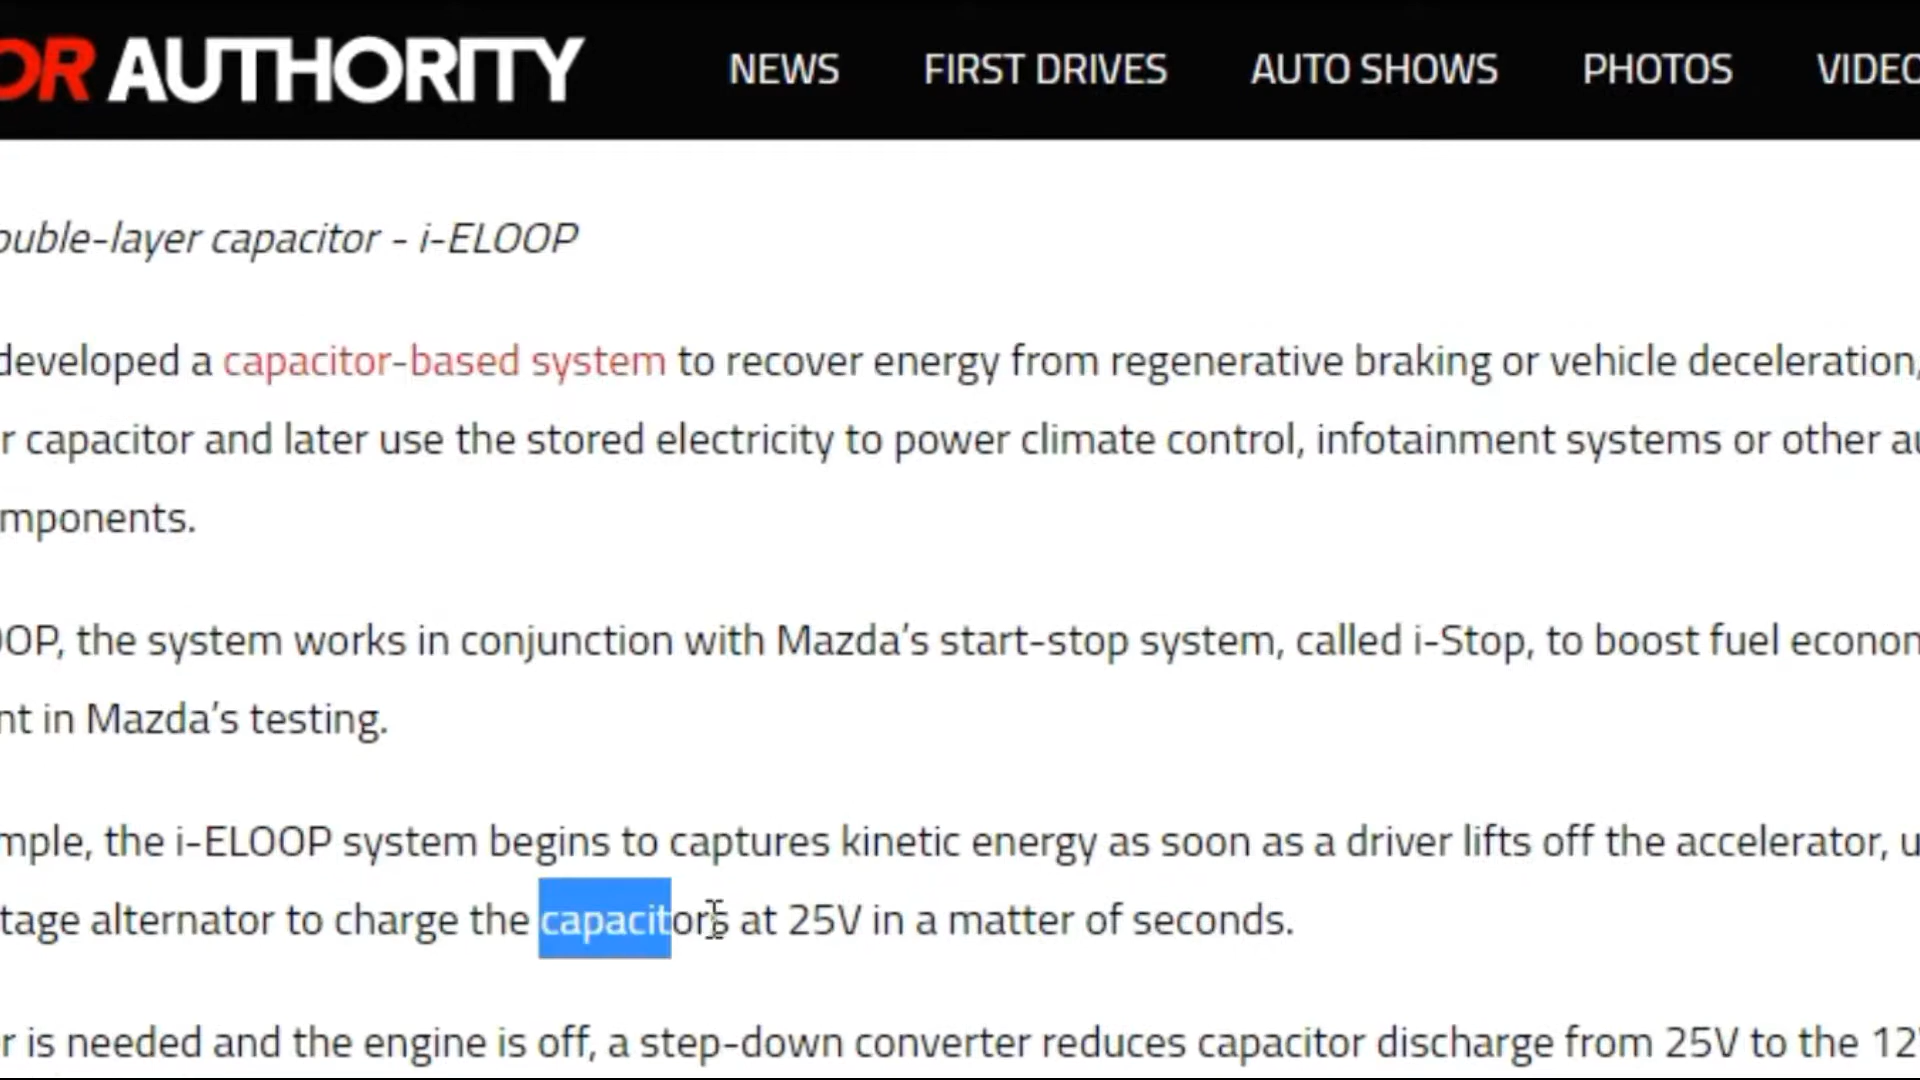 OR AUTHORITY NEWS FIRST DRIVES AUTO SHOWS PHOTOS VIDEO
ouble-layer capacitor - i-ELOOP
developed a capacitor-based system to recover energy from regenerative braking or vehicle deceleration,
r capacitor and later use the stored electricity to power climate control, infotainment systems or other au
mponents.
OOP, the system works in conjunction with Mazda’s start-stop system, called i-Stop, to boost fuel econom
nt in Mazda’s testing.
mple, the i-ELOOP system begins to captures kinetic energy as soon as a driver lifts off the accelerator, u
tage alternator to charge the capacitors at 25V in a matter of seconds.
r is needed and the engine is off, a step-down converter reduces capacitor discharge from 25V to the 12V